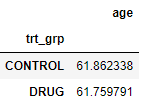 age
trt_grp
CONTROL 61.862338
DRUG 61.759791